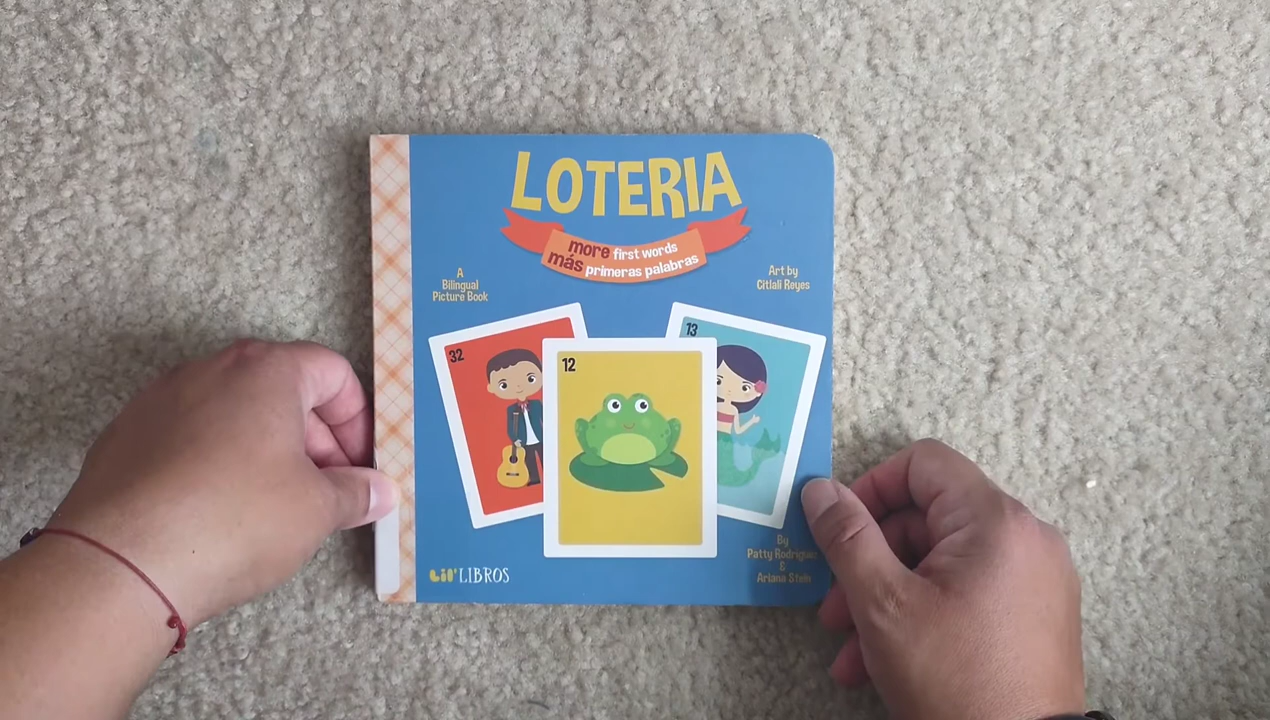 LOTERIA
more first words
más primeras palabras
A
Bilingual
Picture Book
Art by
Citlali Reyes
32
12
13
By
Patty Rodriguez
&
Ariana Stein
Lil' LIBROS